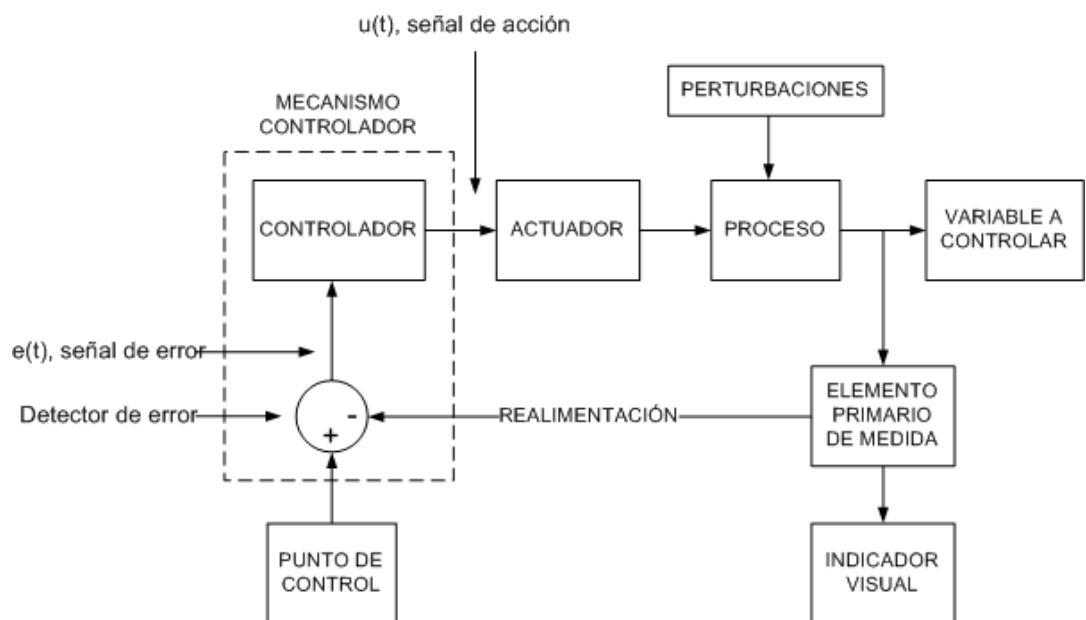 u(t), señal de acción
PERTURBACIONES
MECANISMO
CONTROLADOR
CONTROLADOR
ACTUADOR
PROCESO
VARIABLE A
CONTROLAR
e(t), señal de error
Detector de error
-
+
REALIMENTACIÓN
ELEMENTO
PRIMARIO
DE MEDIDA
PUNTO DE
CONTROL
INDICADOR
VISUAL